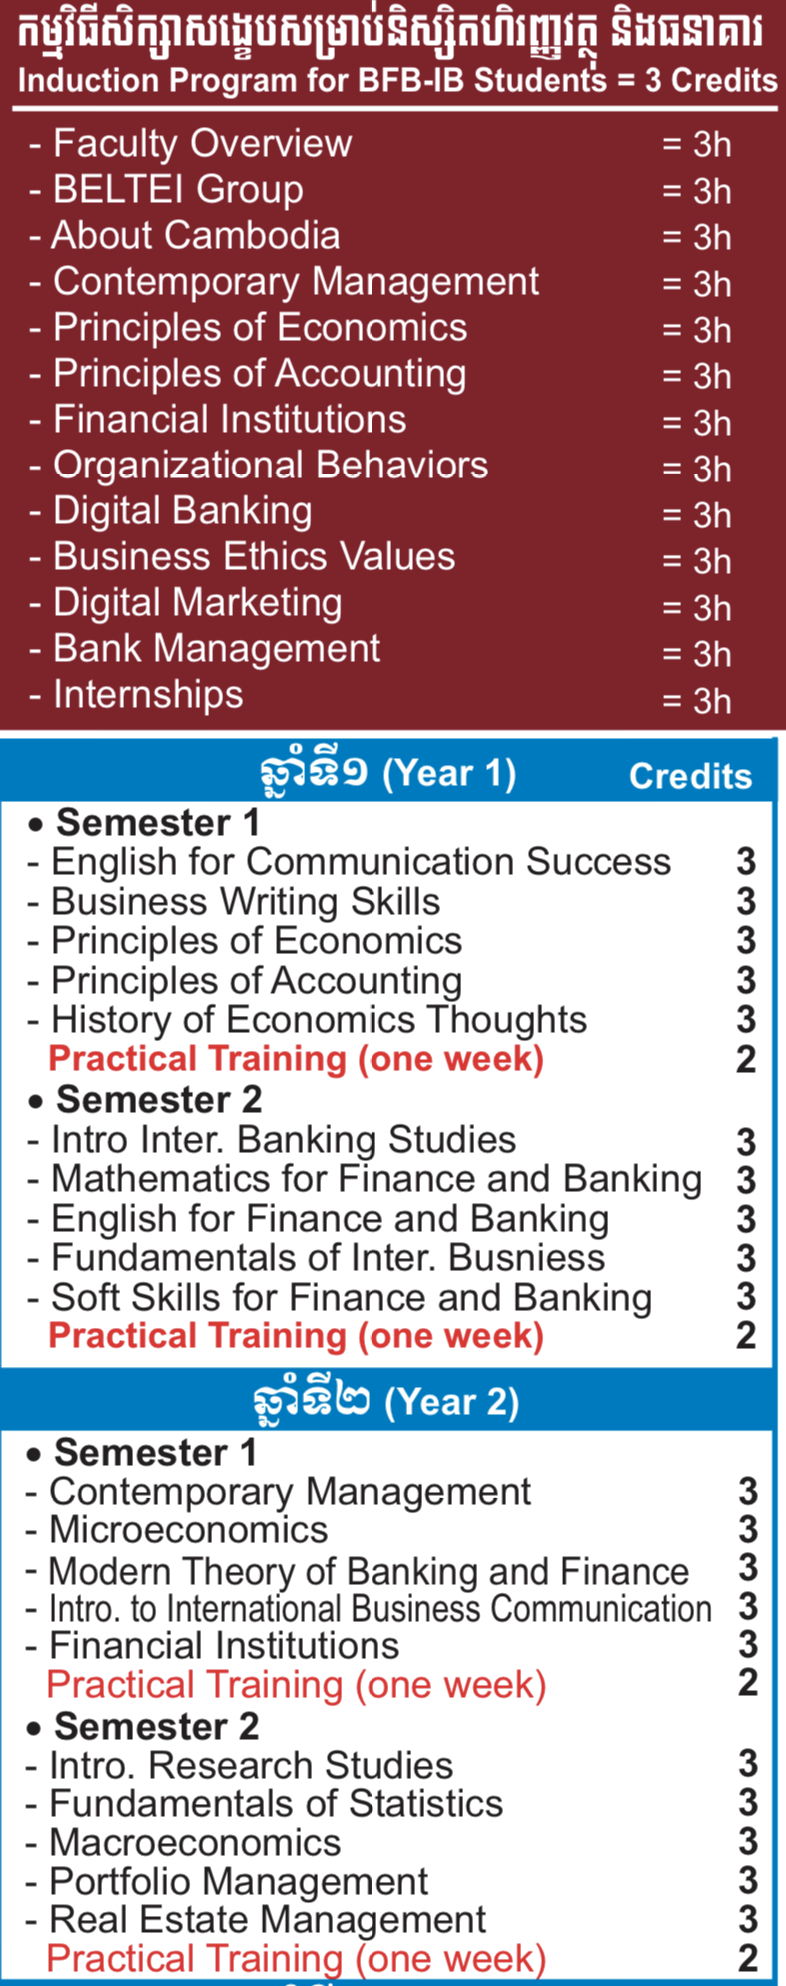 កម្មវិធីសិក្សាសង្ខេបសម្រាប់និស្សិតហិរញ្ញវត្ថុ និងធនាគារ
Induction Program for BFB-IB Students = 3 Credits
- Faculty Overview = 3h
- BELTEI Group = 3h
- About Cambodia = 3h
- Contemporary Management = 3h
- Principles of Economics = 3h
- Principles of Accounting = 3h
- Financial Institutions = 3h
- Organizational Behaviors = 3h
- Digital Banking = 3h
- Business Ethics Values = 3h
- Digital Marketing = 3h
- Bank Management = 3h
- Internships = 3h
ឆ្នាំទី១ (Year 1) Credits
• Semester 1
- English for Communication Success 3
- Business Writing Skills 3
- Principles of Economics 3
- Principles of Accounting 3
- History of Economics Thoughts 3
Practical Training (one week) 2
• Semester 2
- Intro Inter. Banking Studies 3
- Mathematics for Finance and Banking 3
- English for Finance and Banking 3
- Fundamentals of Inter. Busniess 3
- Soft Skills for Finance and Banking 3
Practical Training (one week) 2
ឆ្នាំទី២ (Year 2)
• Semester 1
- Contemporary Management 3
- Microeconomics 3
- Modern Theory of Banking and Finance 3
- Intro. to International Business Communication 3
- Financial Institutions 3
Practical Training (one week) 2
• Semester 2
- Intro. Research Studies 3
- Fundamentals of Statistics 3
- Macroeconomics 3
- Portfolio Management 3
- Real Estate Management 3
Practical Training (one week) 2